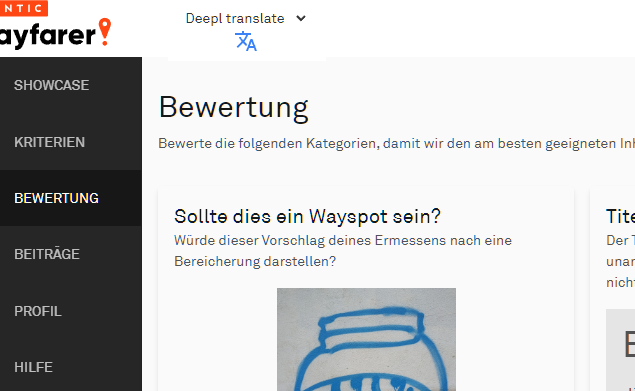 NTIC
ayfarer
Deepl translate
SHOWCASE
KRITERIEN
BEWERTUNG
BEITRÄGE
PROFIL
HILFE
Bewertung
Bewerte die folgenden Kategorien, damit wir den am besten geeigneten Inh
Sollte dies ein Wayspot sein?
Würde dieser Vorschlag deines Ermessens nach eine
Bereicherung darstellen?
Tite
Der T
unan
nicht
E